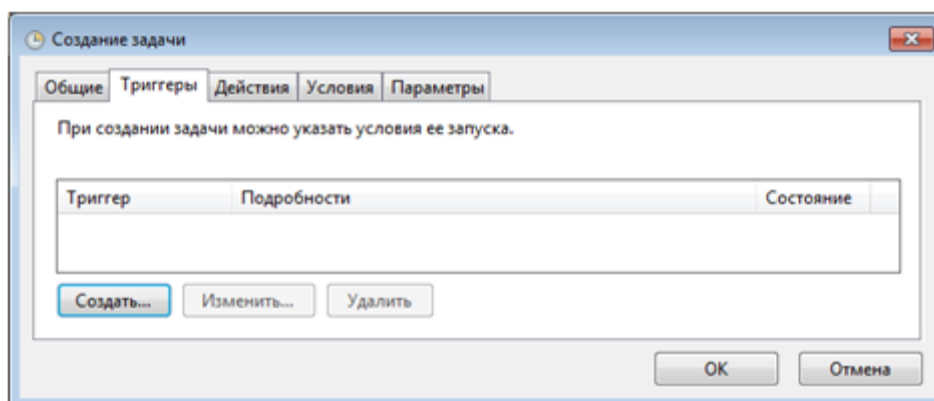 Создание задачи
Общие Триггеры Действия Условия Параметры
При создании задачи можно указать условия ее запуска.
Триггер Подробности Состояние
Создать... Изменить... Удалить
ОК Отмена